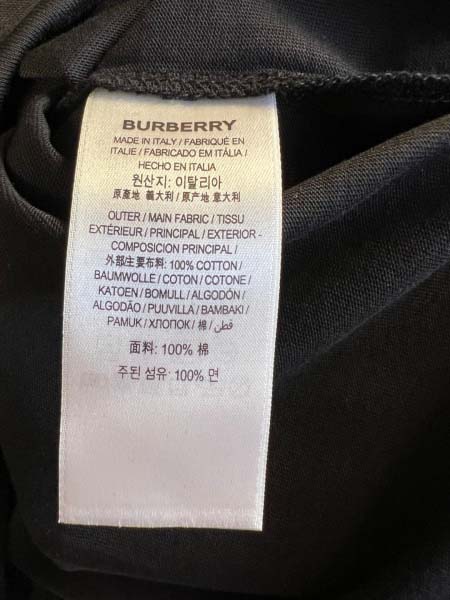 BURBERRY
MADE IN ITALY / FABRIQUÉ EN
ITALIE / FABRICADO EM ITÁLIA /
HECHO EN ITALIA
원산지: 이탈리아
原產地 義大利 / 原产地 意大利
OUTER / MAIN FABRIC / TISSU
EXTÉRIEUR / PRINCIPAL / EXTERIOR -
COMPOSICION PRINCIPAL /
外部主要布料: 100% COTTON /
BAUMWOLLE / COTON / COTONE /
KATOEN / BOMULL / ALGODÓN /
ALGODÃO / PUUVILLA / BAMBAKI /
PAMUK / ХЛОПОК / 棉 / قطن /
面料: 100% 棉
주된 섬유: 100% 면